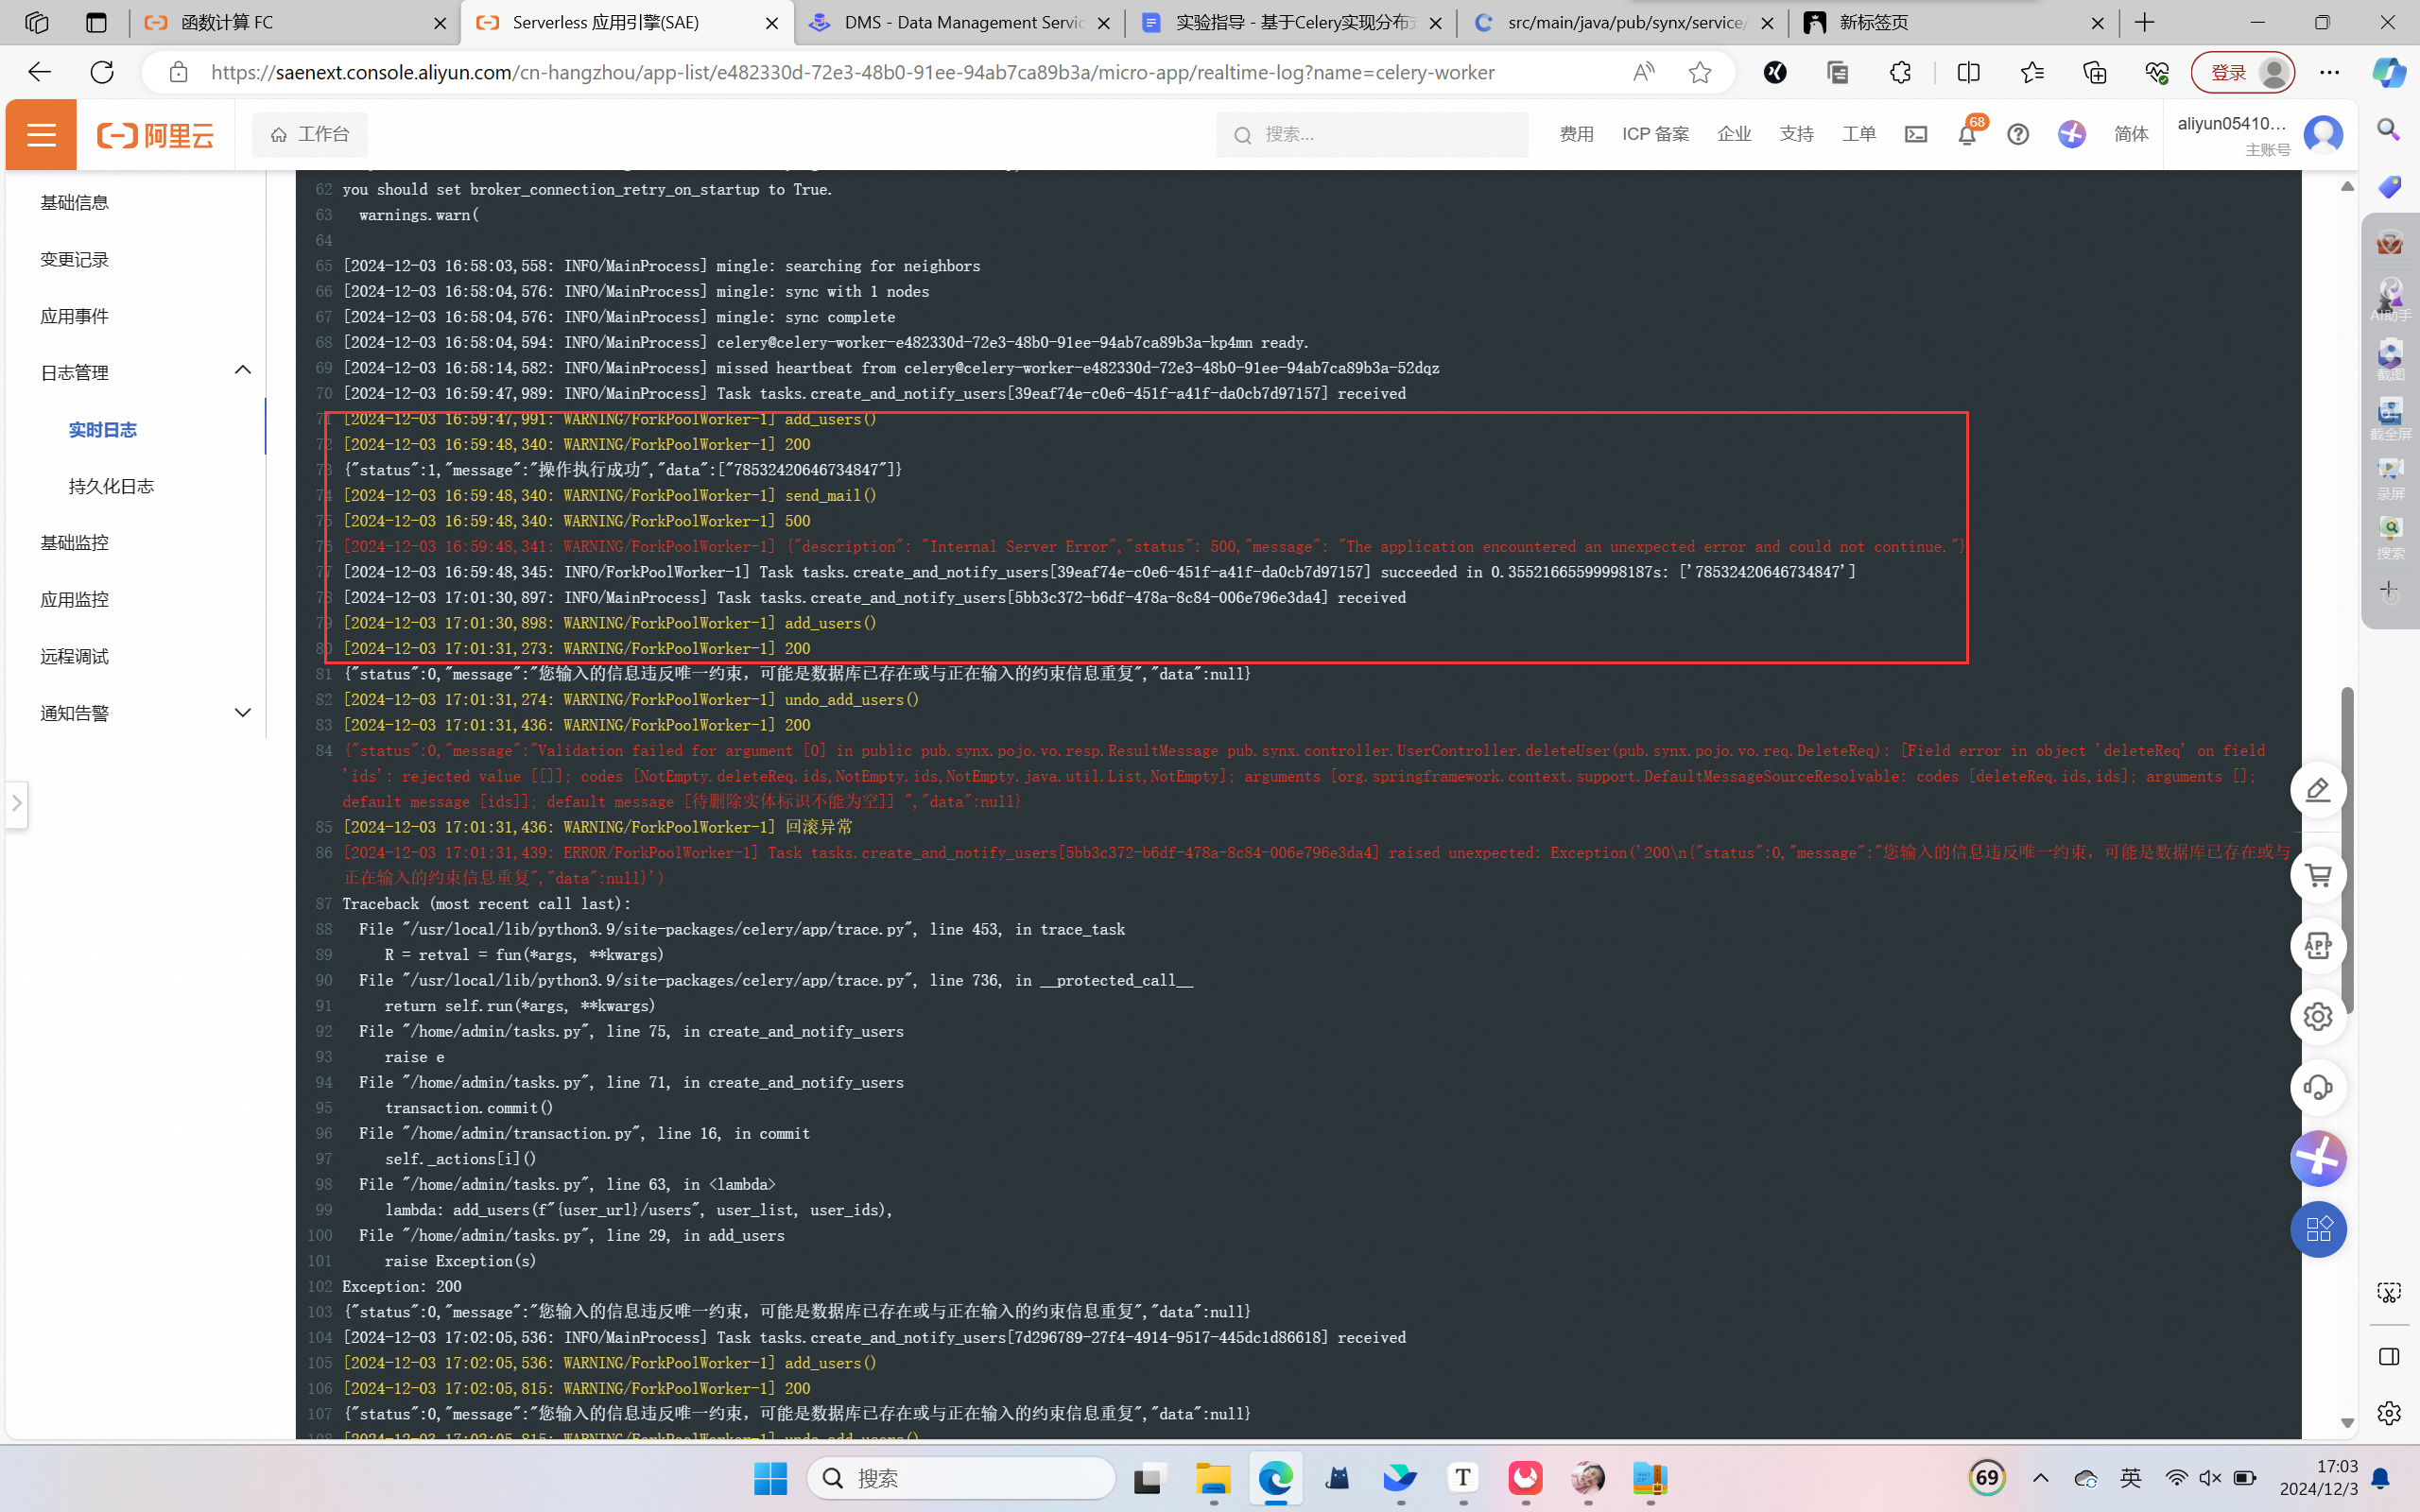 函数计算 FC
Serverless 应用引擎(SAE)
DMS - Data Management Servic
实验指导 - 基于Celery实现分布式
src/main/java/pub/synx/service/
新标签页
https://saenext.console.aliyun.com/cn-hangzhou/app-list/e482330d-72e3-48b0-91ee-94ab7ca89b3a/micro-app/realtime-log?name=celery-worker
登录
阿里云
工作台
搜索...
费用
ICP 备案
企业
支持
工单
68
简体
aliyun05410...
主账号
基础信息
变更记录
应用事件
日志管理
实时日志
持久化日志
基础监控
应用监控
远程调试
通知告警
62 you should set broker_connection_retry_on_startup to True.
63 warnings.warn(
64
65 [2024-12-03 16:58:03,558: INFO/MainProcess] mingle: searching for neighbors
66 [2024-12-03 16:58:04,576: INFO/MainProcess] mingle: sync with 1 nodes
67 [2024-12-03 16:58:04,576: INFO/MainProcess] mingle: sync complete
68 [2024-12-03 16:58:04,594: INFO/MainProcess] celery@celery-worker-e482330d-72e3-48b0-91ee-94ab7ca89b3a-kp4mn ready.
69 [2024-12-03 16:58:14,582: INFO/MainProcess] missed heartbeat from celery@celery-worker-e482330d-72e3-48b0-91ee-94ab7ca89b3a-52dqz
70 [2024-12-03 16:59:47,989: INFO/MainProcess] Task tasks.create_and_notify_users[39eaf74e-c0e6-451f-a41f-da0cb7d97157] received
71 [2024-12-03 16:59:47,991: WARNING/ForkPoolWorker-1] add_users()
72 [2024-12-03 16:59:48,340: WARNING/ForkPoolWorker-1] 200
73 {"status":1,"message":"操作执行成功","data":["78532420646734847"]}
74 [2024-12-03 16:59:48,340: WARNING/ForkPoolWorker-1] send_mail()
75 [2024-12-03 16:59:48,340: WARNING/ForkPoolWorker-1] 500
76 [2024-12-03 16:59:48,341: WARNING/ForkPoolWorker-1] {"description": "Internal Server Error","status": 500,"message": "The application encountered an unexpected error and could not continue."}
77 [2024-12-03 16:59:48,345: INFO/ForkPoolWorker-1] Task tasks.create_and_notify_users[39eaf74e-c0e6-451f-a41f-da0cb7d97157] succeeded in 0.35521665599998187s: ['78532420646734847']
78 [2024-12-03 17:01:30,897: INFO/MainProcess] Task tasks.create_and_notify_users[5bb3c372-b6df-478a-8c84-006e796e3da4] received
79 [2024-12-03 17:01:30,898: WARNING/ForkPoolWorker-1] add_users()
80 [2024-12-03 17:01:31,273: WARNING/ForkPoolWorker-1] 200
81 {"status":0,"message":"您输入的信息违反唯一约束，可能是数据库已存在或与正在输入的约束信息重复","data":null}
82 [2024-12-03 17:01:31,274: WARNING/ForkPoolWorker-1] undo_add_users()
83 [2024-12-03 17:01:31,436: WARNING/ForkPoolWorker-1] 200
84 {"status":0,"message":"Validation failed for argument [0] in public pub.synx.pojo.vo.resp.ResultMessage pub.synx.controller.UserController.deleteUser(pub.synx.pojo.vo.req.DeleteReq): [Field error in object 'deleteReq' on field
'ids': rejected value [[]]; codes [NotEmpty.deleteReq.ids,NotEmpty.ids,NotEmpty.java.util.List,NotEmpty]; arguments [org.springframework.context.support.DefaultMessageSourceResolvable: codes [deleteReq.ids,ids]; arguments [];
default message [ids]]; default message [待删除实体标识不能为空]] ","data":null}
85 [2024-12-03 17:01:31,436: WARNING/ForkPoolWorker-1] 回滚异常
86 [2024-12-03 17:01:31,439: ERROR/ForkPoolWorker-1] Task tasks.create_and_notify_users[5bb3c372-b6df-478a-8c84-006e796e3da4] raised unexpected: Exception('200\n{"status":0,"message":"您输入的信息违反唯一约束，可能是数据库已存在或与
正在输入的约束信息重复","data":null}')
87 Traceback (most recent call last):
88 File "/usr/local/lib/python3.9/site-packages/celery/app/trace.py", line 453, in trace_task
89 R = retval = fun(*args, **kwargs)
90 File "/usr/local/lib/python3.9/site-packages/celery/app/trace.py", line 736, in __protected_call__
91 return self.run(*args, **kwargs)
92 File "/home/admin/tasks.py", line 75, in create_and_notify_users
93 raise e
94 File "/home/admin/tasks.py", line 71, in create_and_notify_users
95 transaction.commit()
96 File "/home/admin/transaction.py", line 16, in commit
97 self._actions[i]()
98 File "/home/admin/tasks.py", line 63, in <lambda>
99 lambda: add_users(f"{user_url}/users", user_list, user_ids),
100 File "/home/admin/tasks.py", line 29, in add_users
101 raise Exception(s)
102 Exception: 200
103 {"status":0,"message":"您输入的信息违反唯一约束，可能是数据库已存在或与正在输入的约束信息重复","data":null}
104 [2024-12-03 17:02:05,536: INFO/MainProcess] Task tasks.create_and_notify_users[7d296789-27f4-4914-9517-445dc1d86618] received
105 [2024-12-03 17:02:05,536: WARNING/ForkPoolWorker-1] add_users()
106 [2024-12-03 17:02:05,815: WARNING/ForkPoolWorker-1] 200
107 {"status":0,"message":"您输入的信息违反唯一约束，可能是数据库已存在或与正在输入的约束信息重复","data":null}
108 [2024-12-03 17:02:05,815: WARNING/ForkPoolWorker-1] undo_add_users()
AI助手
截图
截全屏
录屏
搜索
APP
搜索
69
英
17:03
2024/12/3